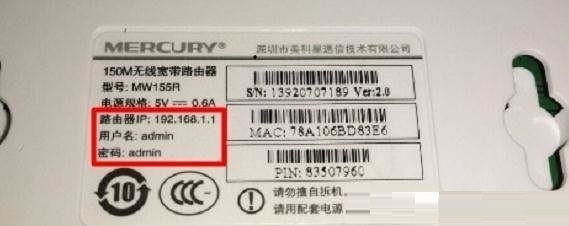 MERCURY® 深圳市美科星通信技术有限公司
150M无线宽带路由器
型号: MW155R
电源规格: 5V ⎓ 0.6A
路由器IP: 192.168.1.1
用户名: admin
密码: admin
S/N: 13920707189 Ver:2.0
MAC: 78A106BD83E6
PIN: 83507960
10
CCC
请勿擅自拆机。
请用配套电源